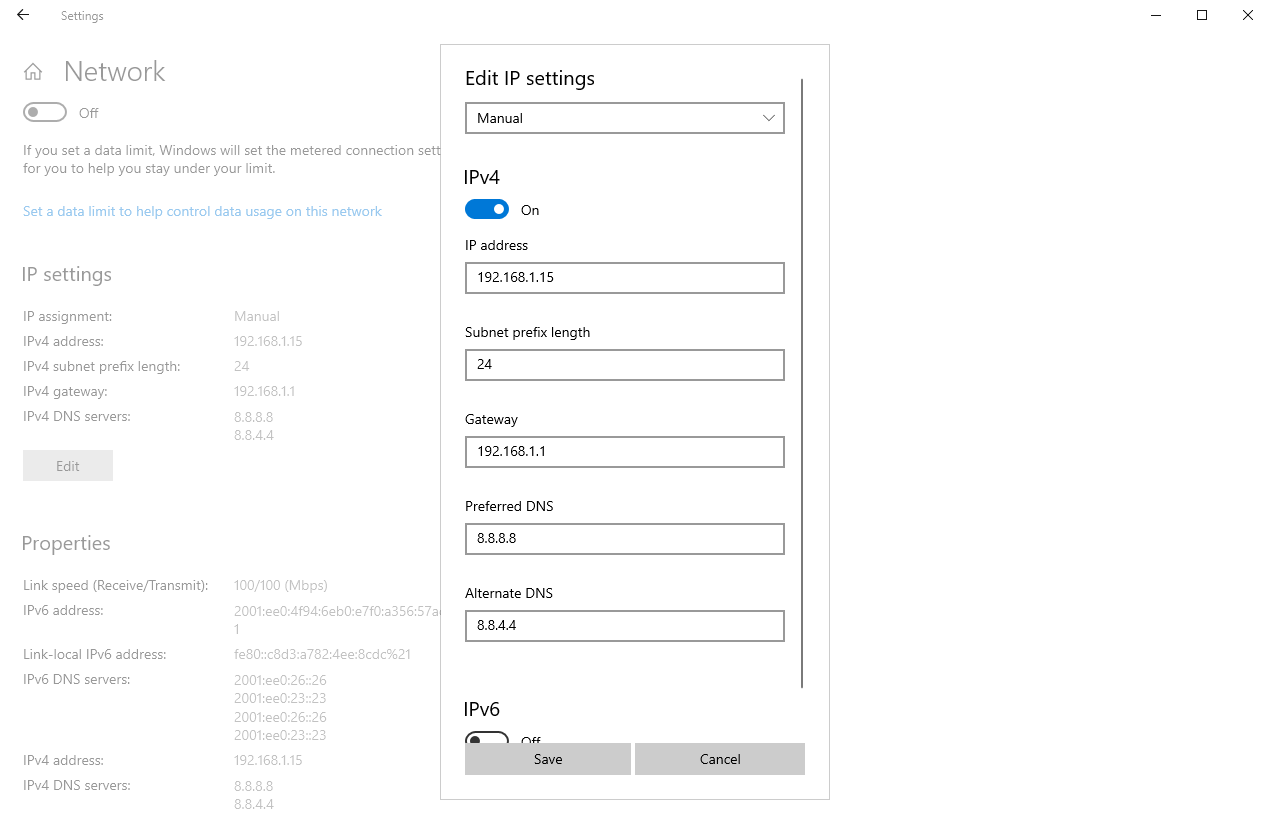 Settings
Network
Off
If you set a data limit, Windows will set the metered connection sett
for you to help you stay under your limit.
Set a data limit to help control data usage on this network
IP settings
IP assignment: Manual
IPv4 address: 192.168.1.15
IPv4 subnet prefix length: 24
IPv4 gateway: 192.168.1.1
IPv4 DNS servers: 8.8.8.8
8.8.4.4
Edit
Properties
Link speed (Receive/Transmit): 100/100 (Mbps)
IPv6 address: 2001:ee0:4f94:6eb0:e7f0:a356:57a
1
Link-local IPv6 address: fe80::c8d3:a782:4ee:8cdc%21
IPv6 DNS servers: 2001:ee0:26::26
2001:ee0:23::23
2001:ee0:26::26
2001:ee0:23::23
IPv4 address: 192.168.1.15
IPv4 DNS servers: 8.8.8.8
8.8.4.4
Edit IP settings
Manual
IPv4
On
IP address
192.168.1.15
Subnet prefix length
24
Gateway
192.168.1.1
Preferred DNS
8.8.8.8
Alternate DNS
8.8.4.4
IPv6
Off
Save Cancel